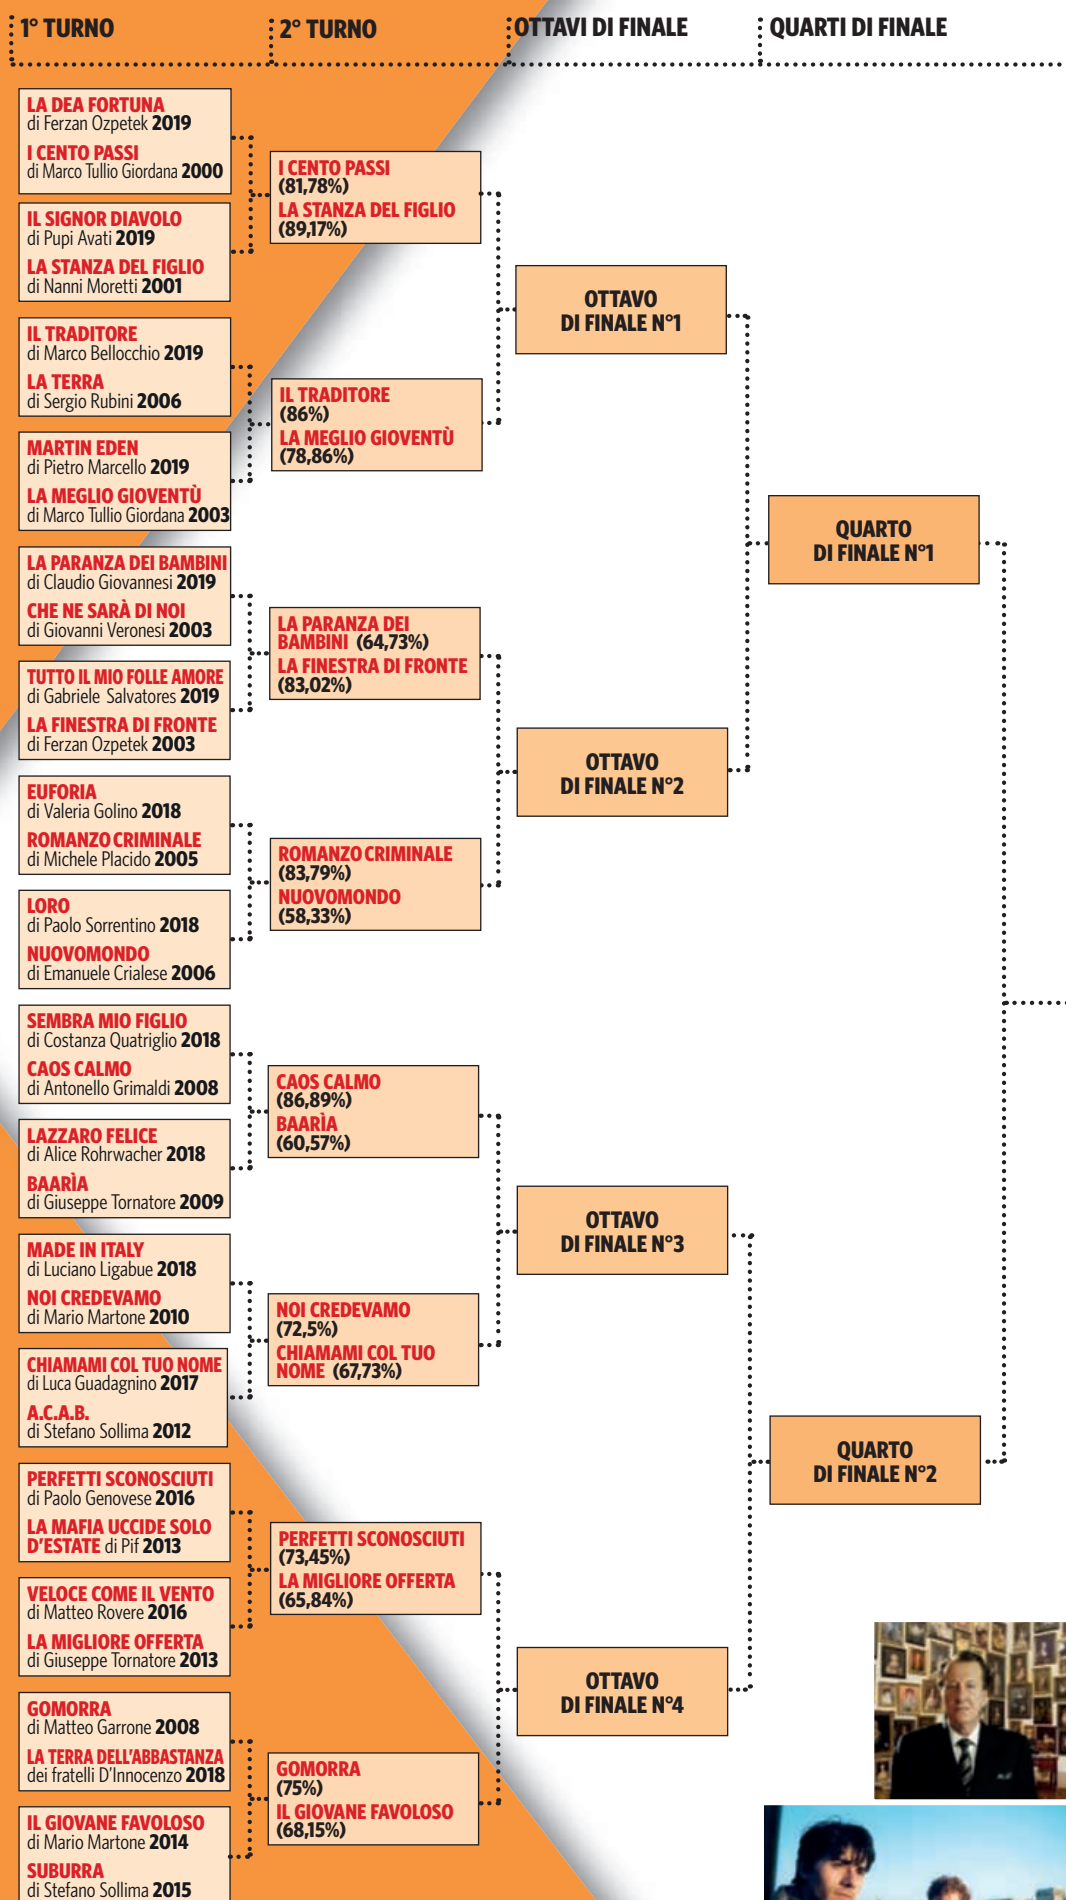 1° TURNO
2° TURNO
OTTAVI DI FINALE
QUARTI DI FINALE
LA DEA FORTUNA
di Ferzan Ozpetek 2019
I CENTO PASSI
di Marco Tullio Giordana 2000
IL SIGNOR DIAVOLO
di Pupi Avati 2019
LA STANZA DEL FIGLIO
di Nanni Moretti 2001
IL TRADITORE
di Marco Bellocchio 2019
LA TERRA
di Sergio Rubini 2006
MARTIN EDEN
di Pietro Marcello 2019
LA MEGLIO GIOVENTÙ
di Marco Tullio Giordana 2003
LA PARANZA DEI BAMBINI
di Claudio Giovannesi 2019
CHE NE SARÀ DI NOI
di Giovanni Veronesi 2003
TUTTO IL MIO FOLLE AMORE
di Gabriele Salvatores 2019
LA FINESTRA DI FRONTE
di Ferzan Ozpetek 2003
EUFORIA
di Valeria Golino 2018
ROMANZO CRIMINALE
di Michele Placido 2005
LORO
di Paolo Sorrentino 2018
NUOVOMONDO
di Emanuele Crialese 2006
SEMBRA MIO FIGLIO
di Costanza Quatriglio 2018
CAOS CALMO
di Antonello Grimaldi 2008
LAZZARO FELICE
di Alice Rohrwacher 2018
BAARÌA
di Giuseppe Tornatore 2009
MADE IN ITALY
di Luciano Ligabue 2018
NOI CREDEVAMO
di Mario Martone 2010
CHIAMAMI COL TUO NOME
di Luca Guadagnino 2017
A.C.A.B.
di Stefano Sollima 2012
PERFETTI SCONOSCIUTI
di Paolo Genovese 2016
LA MAFIA UCCIDE SOLO
D'ESTATE di Pif 2013
VELOCE COME IL VENTO
di Matteo Rovere 2016
LA MIGLIORE OFFERTA
di Giuseppe Tornatore 2013
GOMORRA
di Matteo Garrone 2008
LA TERRA DELL'ABBASTANZA
dei fratelli D'Innocenzo 2018
IL GIOVANE FAVOLOSO
di Mario Martone 2014
SUBURRA
di Stefano Sollima 2015
I CENTO PASSI
(81,78%)
LA STANZA DEL FIGLIO
(89,17%)
IL TRADITORE
(86%)
LA MEGLIO GIOVENTÙ
(78,86%)
LA PARANZA DEI
BAMBINI (64,73%)
LA FINESTRA DI FRONTE
(83,02%)
ROMANZO CRIMINALE
(83,79%)
NUOVOMONDO
(58,33%)
CAOS CALMO
(86,89%)
BAARÌA
(60,57%)
NOI CREDEVAMO
(72,5%)
CHIAMAMI COL TUO
NOME (67,73%)
PERFETTI SCONOSCIUTI
(73,45%)
LA MIGLIORE OFFERTA
(65,84%)
GOMORRA
(75%)
IL GIOVANE FAVOLOSO
(68,15%)
OTTAVO
DI FINALE N°1
OTTAVO
DI FINALE N°2
OTTAVO
DI FINALE N°3
OTTAVO
DI FINALE N°4
QUARTO
DI FINALE N°1
QUARTO
DI FINALE N°2